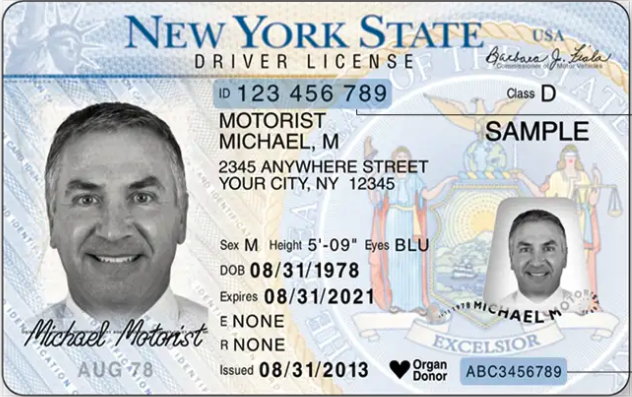 NEW YORK STATE
USA
DRIVER LICENSE
Barbara J. Fiala
Commissioner of Motor Vehicles
ID 123 456 789
Class D
MOTORIST
MICHAEL, M
SAMPLE
2345 ANYWHERE STREET
YOUR CITY, NY 12345
Sex M Height 5'-09" Eyes BLU
DOB 08/31/1978
Expires 08/31/2021
E NONE
R NONE
Issued 08/31/2013
Organ
Donor
Michael Motorist
AUG 78
MICHAEL M MOTOR
EXCELSIOR
ABC3456789